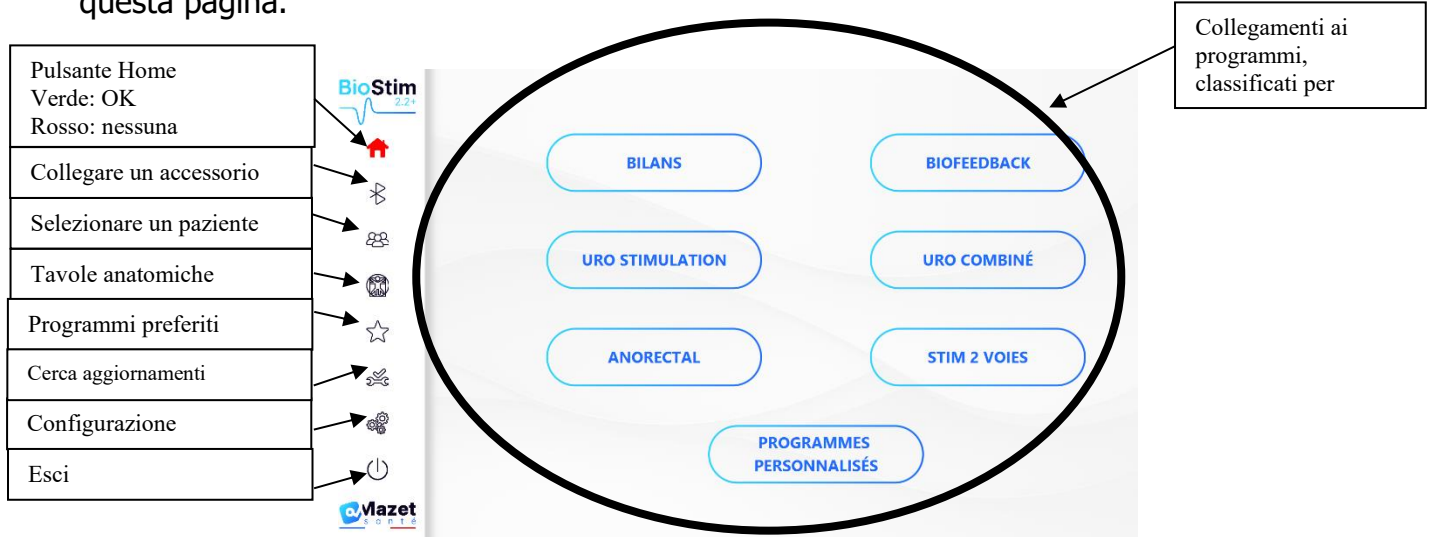 questa pagina.
Collegamenti ai
programmi,
classificati per
Pulsante Home
Verde: OK
Rosso: nessuna
Collegare un accessorio
Selezionare un paziente
Tavole anatomiche
Programmi preferiti
Cerca aggiornamenti
Configurazione
Esci
BioStim
2.2+
BILANS
BIOFEEDBACK
URO STIMULATION
URO COMBINÉ
ANORECTAL
STIM 2 VOIES
PROGRAMMES
PERSONNALISÉS
Mazet
santé